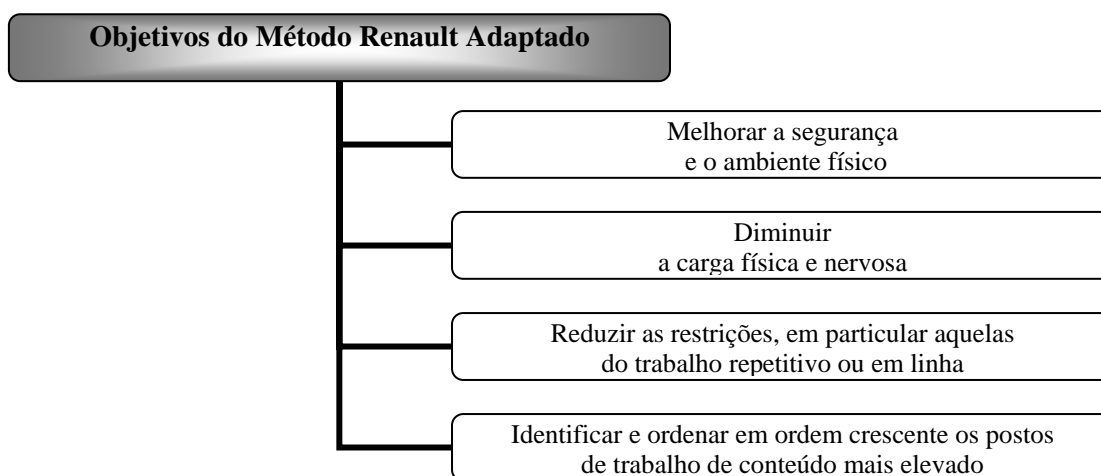 Objetivos do Método Renault Adaptado
Melhorar a segurança
e o ambiente físico
Diminuir
a carga física e nervosa
Reduzir as restrições, em particular aquelas
do trabalho repetitivo ou em linha
Identificar e ordenar em ordem crescente os postos
de trabalho de conteúdo mais elevado